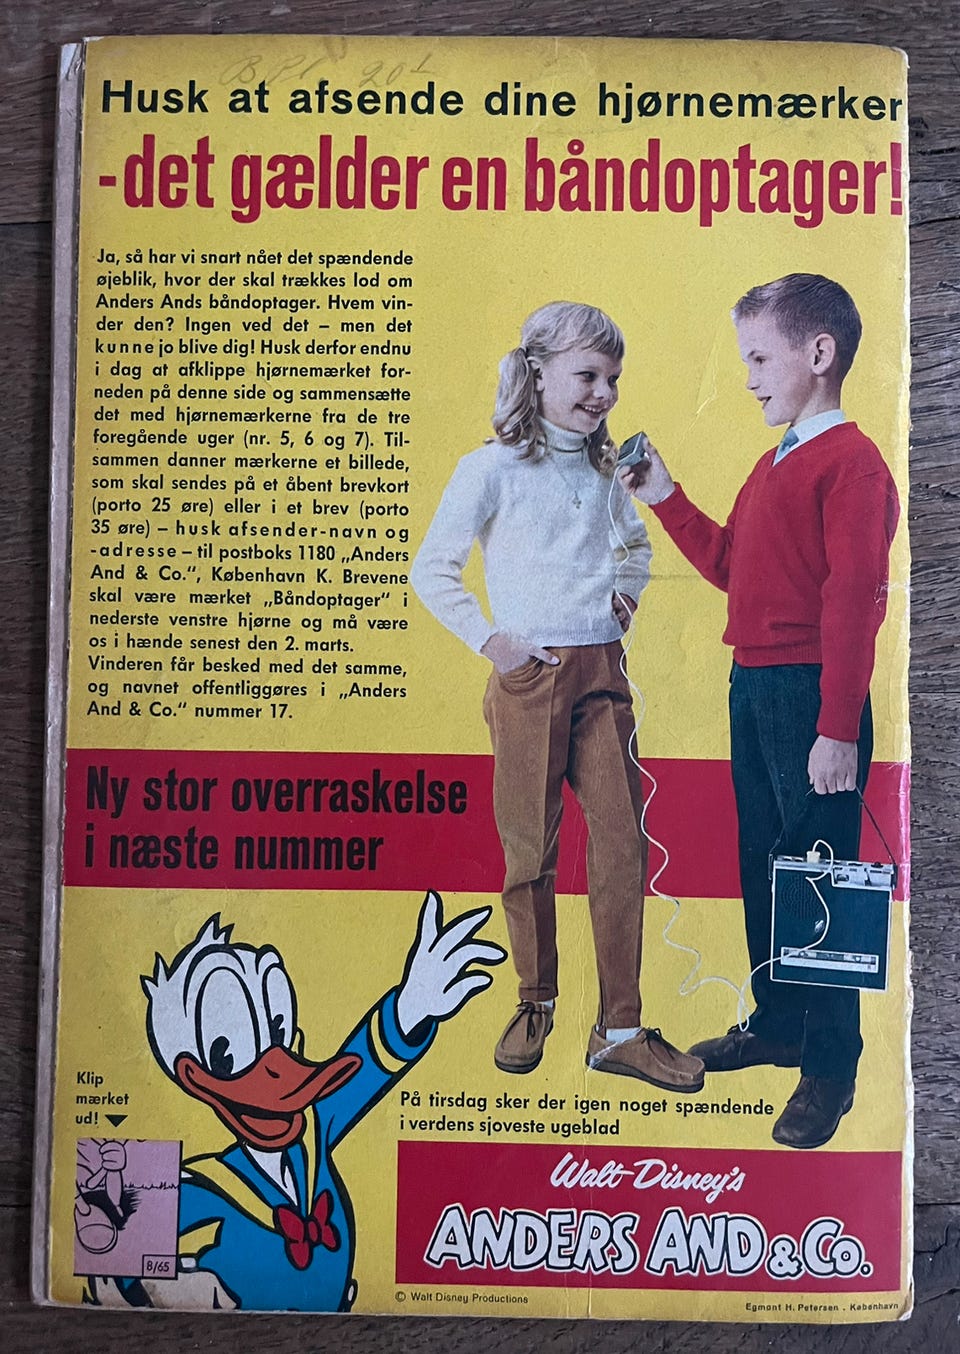 Husk at afsende dine hjørnemærker
-det gælder en båndoptager!
Ja, så har vi snart nået det spændende
øjeblik, hvor der skal trækkes lod om
Anders Ands båndoptager. Hvem vin-
der den? Ingen ved det – men det
kunne jo blive dig! Husk derfor endnu
i dag at afklippe hjørnemærket for-
neden på denne side og sammensætte
det med hjørnemærkerne fra de tre
foregående uger (nr. 5, 6 og 7). Til-
sammen danner mærkerne et billede,
som skal sendes på et åbent brevkort
(porto 25 øre) eller i et brev (porto
35 øre) – husk afsender-navn og
-adresse – til postboks 1180 „Anders
And & Co.“, København K. Brevene
skal være mærket „Båndoptager“ i
nederste venstre hjørne og må være
os i hænde senest den 2. marts.
Vinderen får besked med det samme,
og navnet offentliggøres i „Anders
And & Co.“ nummer 17.
Ny stor overraskelse
i næste nummer
Klip
mærket
ud!
8/65
På tirsdag sker der igen noget spændende
i verdens sjoveste ugeblad
Walt Disney's
ANDERS AND & Co.
© Walt Disney Productions
Egmont H. Petersen . København